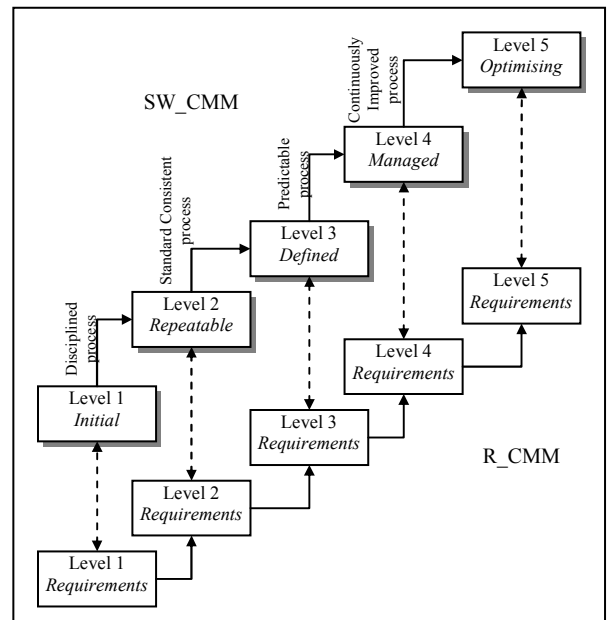 Level 5
Optimising
Continuously
Improved
process
SW_CMM
Level 4
Managed
Predictable
process
Level 3
Defined
Standard Consistent
process
Level 5
Requirements
Level 2
Repeatable
Disciplined
process
Level 4
Requirements
Level 1
Initial
Level 3
Requirements
R_CMM
Level 2
Requirements
Level 1
Requirements